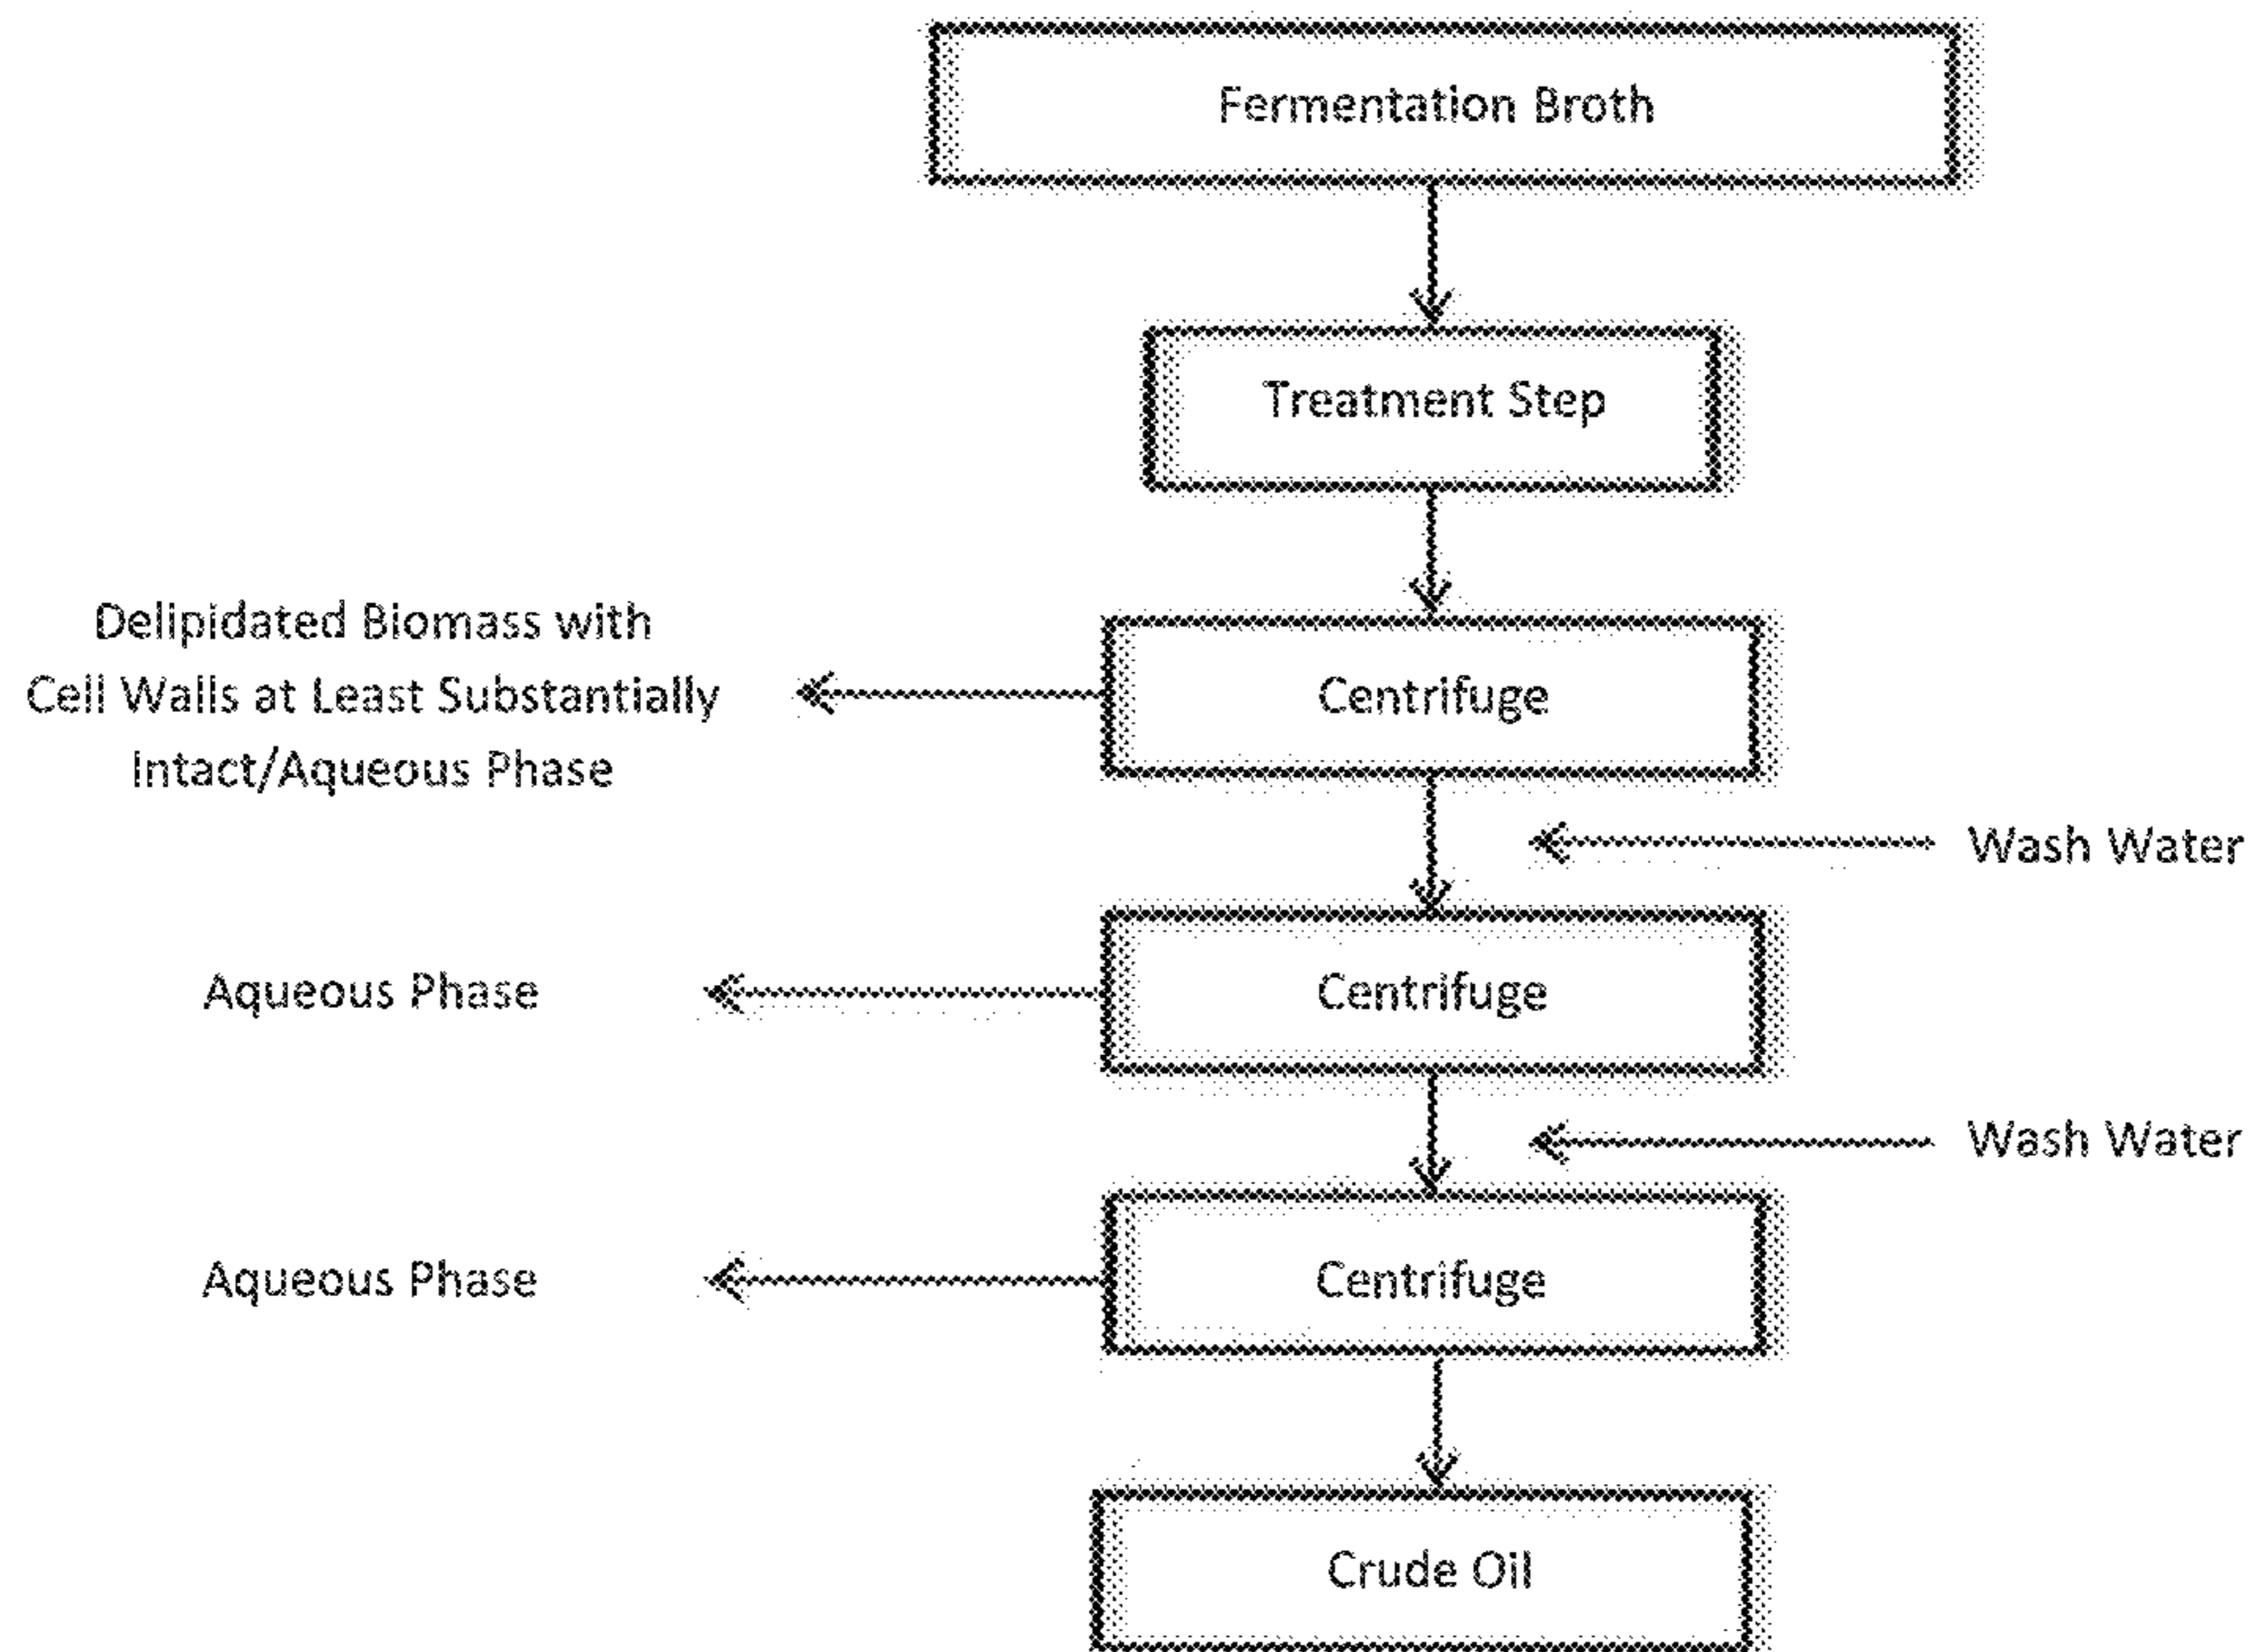 Fermentation Broth
Treatment Step
Delipidated Biomass with
Cell Walls at Least Substantially
Intact/Aqueous Phase
Centrifuge
Wash Water
Aqueous Phase
Centrifuge
Wash Water
Aqueous Phase
Centrifuge
Crude Oil